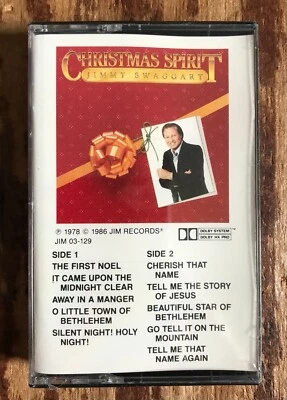 CHRISTMAS SPIRIT
JIMMY SWAGGART
℗ 1978 © 1986 JIM RECORDS®
JIM 03-129
DOLBY SYSTEM
DOLBY HX PRO
SIDE 1
THE FIRST NOEL
IT CAME UPON THE
MIDNIGHT CLEAR
AWAY IN A MANGER
O LITTLE TOWN OF
BETHLEHEM
SILENT NIGHT! HOLY
NIGHT!
SIDE 2
CHERISH THAT
NAME
TELL ME THE STORY
OF JESUS
BEAUTIFUL STAR OF
BETHLEHEM
GO TELL IT ON THE
MOUNTAIN
TELL ME THAT
NAME AGAIN